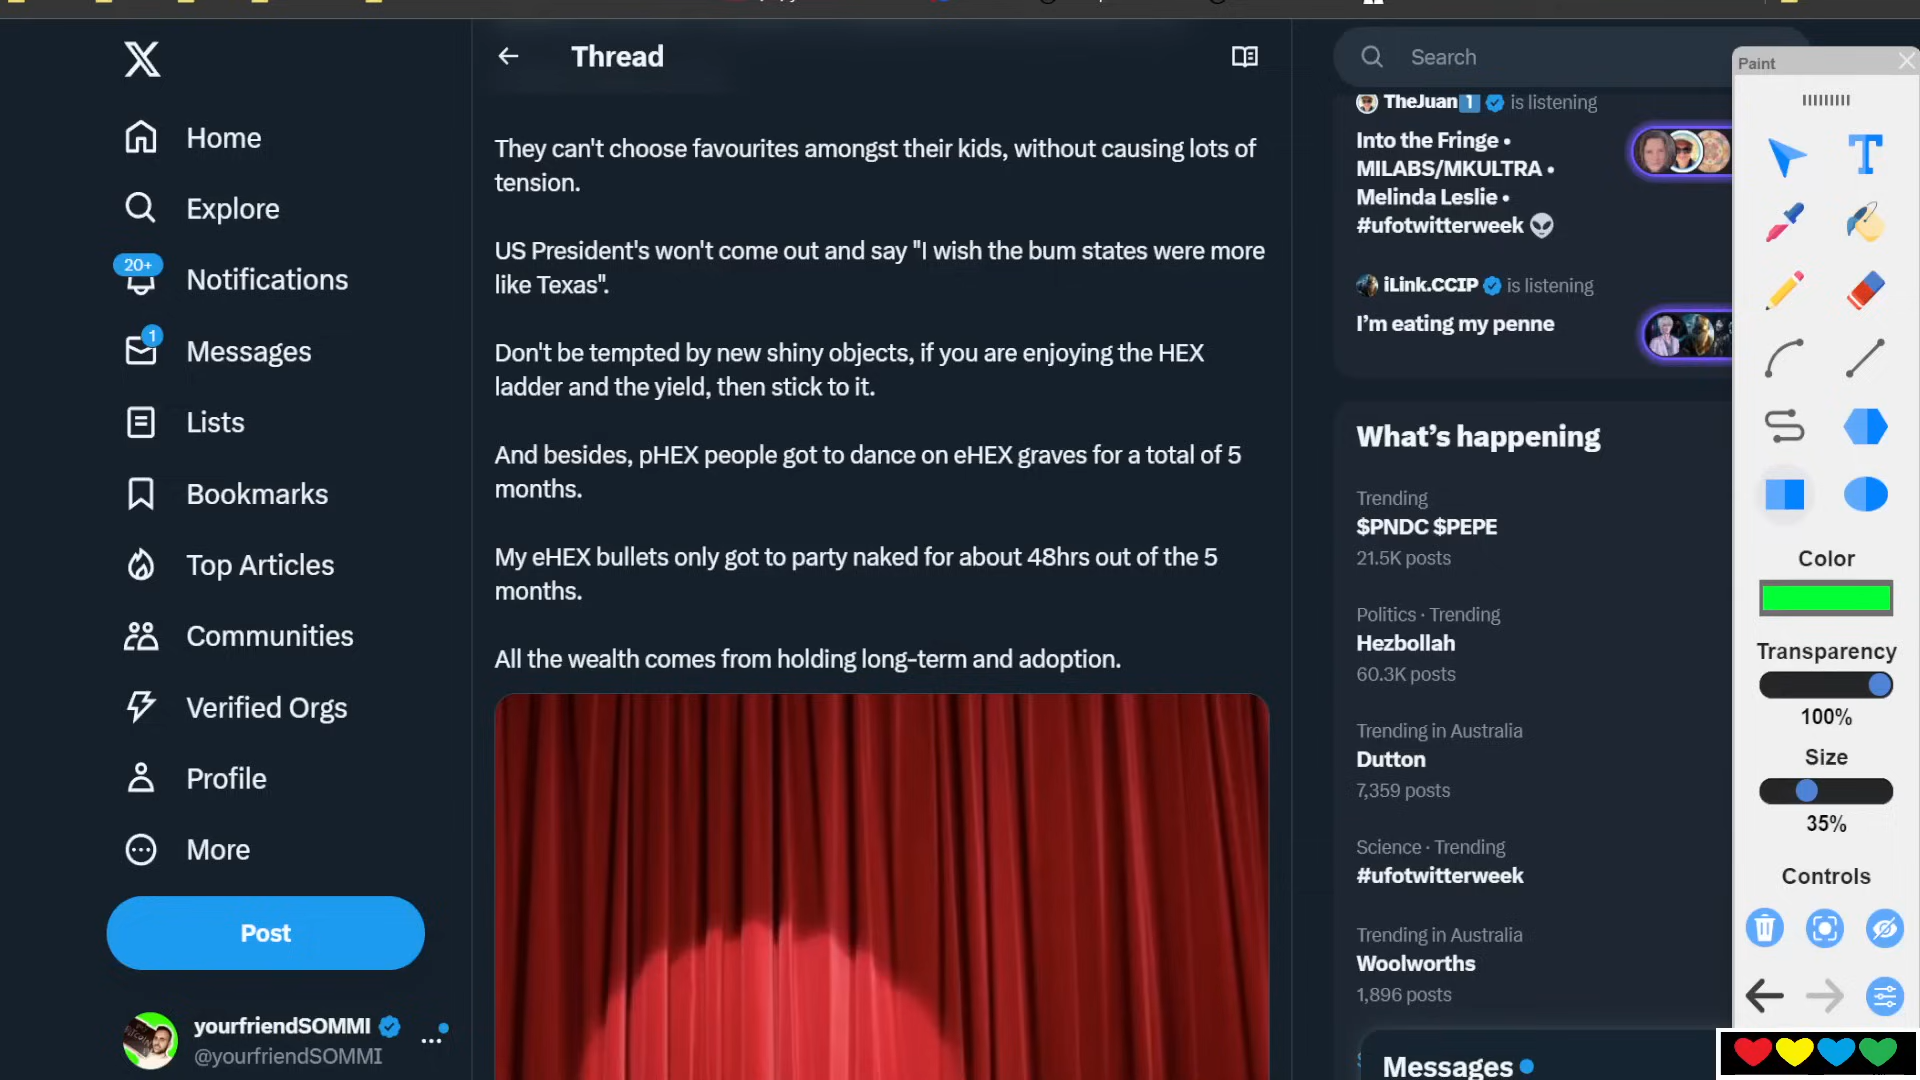 Thread
Search
Home
Explore
20+
Notifications
1
Messages
Lists
Bookmarks
Top Articles
Communities
Verified Orgs
Profile
More
Post
yourfriendSOMMI
@yourfriendSOMMI
They can't choose favourites amongst their kids, without causing lots of
tension.
US President's won't come out and say "I wish the bum states were more
like Texas".
Don't be tempted by new shiny objects, if you are enjoying the HEX
ladder and the yield, then stick to it.
And besides, pHEX people got to dance on eHEX graves for a total of 5
months.
My eHEX bullets only got to party naked for about 48hrs out of the 5
months.
All the wealth comes from holding long-term and adoption.
TheJuan1 is listening
Into the Fringe •
MILABS/MKULTRA •
Melinda Leslie •
#ufotwitterweek 👽
iLink.CCIP is listening
I’m eating my penne
What’s happening
Trending
$PNDC $PEPE
21.5K posts
Politics · Trending
Hezbollah
60.3K posts
Trending in Australia
Dutton
7,359 posts
Science · Trending
#ufotwitterweek
Trending in Australia
Woolworths
1,896 posts
Messages
Paint
T
Color
Transparency
100%
Size
35%
Controls